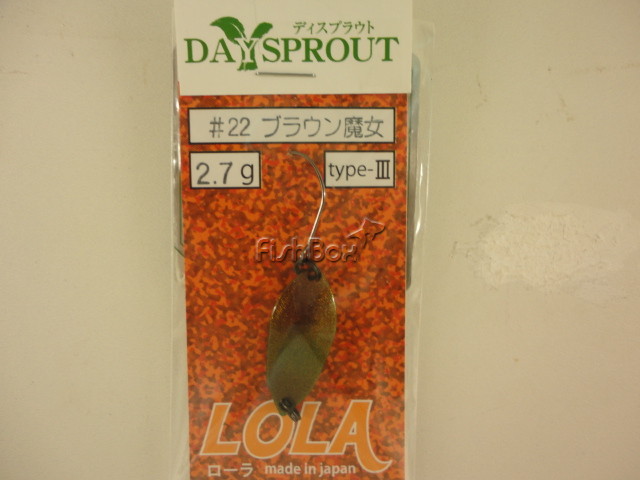 ディスプラウト
DAYSPROUT
#22 ブラウン魔女
2.7g
type-III
FishBox
LOLA
ローラ made in japan